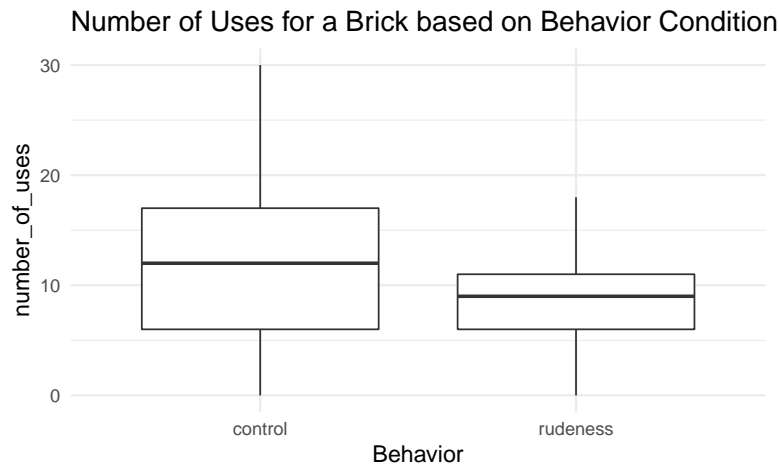 Number of Uses for a Brick based on Behavior Condition
30
20
10
0
number_of_uses
control
rudeness
Behavior